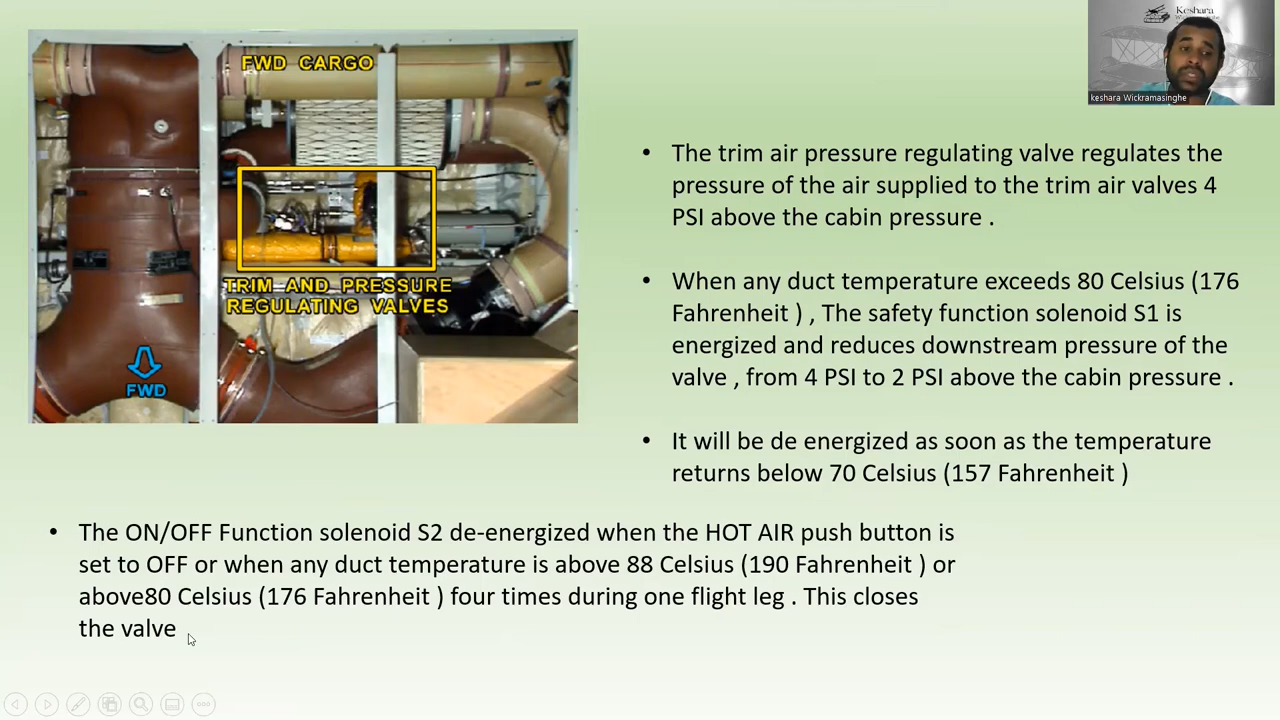 Keshara
keshara Wickramasinghe
FWD CARGO
TRIM AND PRESSURE
REGULATING VALVES
FWD
• The trim air pressure regulating valve regulates the
pressure of the air supplied to the trim air valves 4
PSI above the cabin pressure .
• When any duct temperature exceeds 80 Celsius (176
Fahrenheit ) , The safety function solenoid S1 is
energized and reduces downstream pressure of the
valve , from 4 PSI to 2 PSI above the cabin pressure .
• It will be de energized as soon as the temperature
returns below 70 Celsius (157 Fahrenheit )
• The ON/OFF Function solenoid S2 de-energized when the HOT AIR push button is
set to OFF or when any duct temperature is above 88 Celsius (190 Fahrenheit ) or
above80 Celsius (176 Fahrenheit ) four times during one flight leg . This closes
the valve